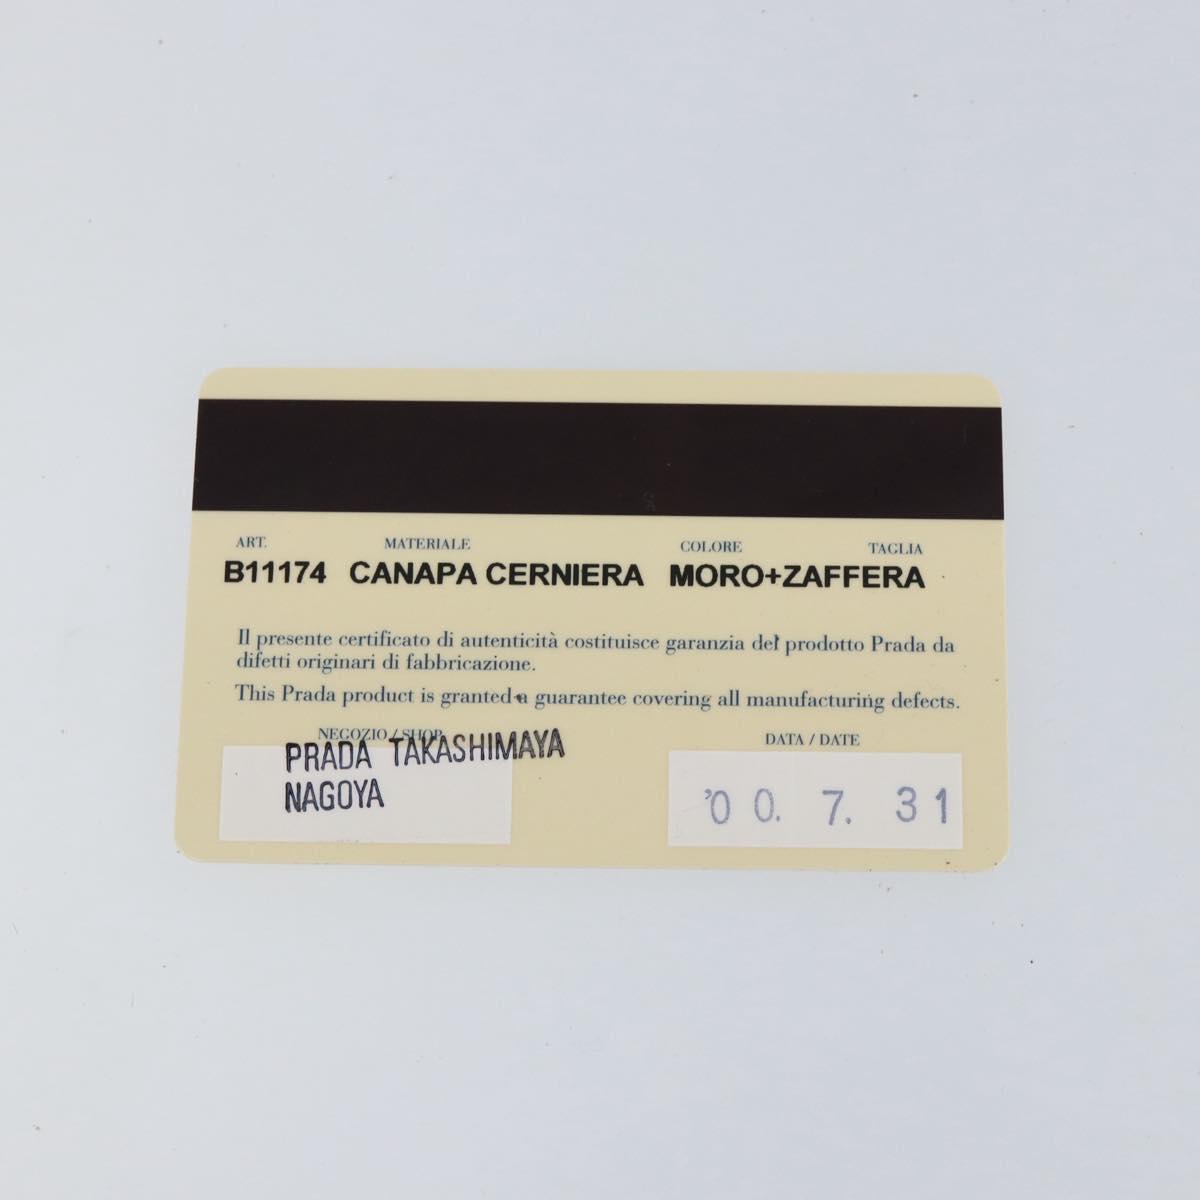 ART. MATERIALE COLORE TAGLIA
B11174 CANAPA CERNIERA MORO+ZAFFERA
Il presente certificato di autenticità costituisce garanzia del prodotto Prada da
difetti originari di fabbricazione.
This Prada product is granted a guarantee covering all manufacturing defects.
NEGOZIO / SHOP DATA / DATE
PRADA TAKASHIMAYA
NAGOYA
'00. 7. 31